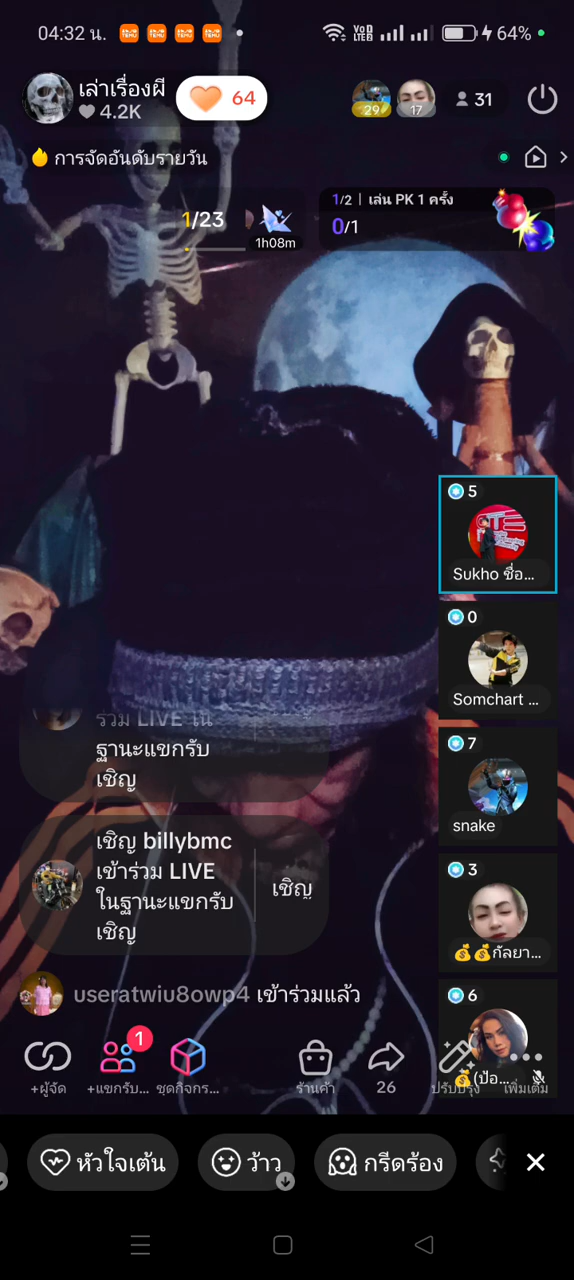 04:32 น.
VoD
LTE2
64%
เล่าเรื่องผี
4.2K
64
29
17
31
การจัดอันดับรายวัน
1/23
1h08m
1/2 | เล่น PK 1 ครั้ง
0/1
5
Sukho ชื่อ...
0
Somchart ...
7
snake
3
กัลยา...
6
(ป้อ...
ร่วม LIVE ใน
ฐานะแขกรับ
เชิญ
เชิญ billybmc
เข้าร่วม LIVE
ในฐานะแขกรับ
เชิญ
เชิญ
useratwiu8owp4 เข้าร่วมแล้ว
1
+ผู้จัด
+แขกรับ...
ชุดกิจกร...
ร้านค้า
26
ปรับปรุง
เพิ่มเติม
หัวใจเต้น
ว้าว
กรีดร้อง